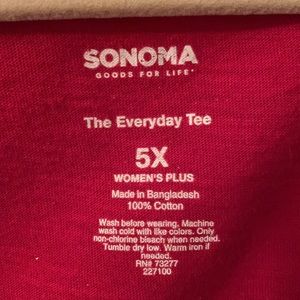 SONOMA
GOODS FOR LIFE
The Everyday Tee
5X
WOMEN'S PLUS
Made in Bangladesh
100% Cotton
Wash before wearing. Machine
wash cold with like colors. Only
non-chlorine bleach when needed.
Tumble dry low. Warm iron if
needed.
RN# 73277
227100